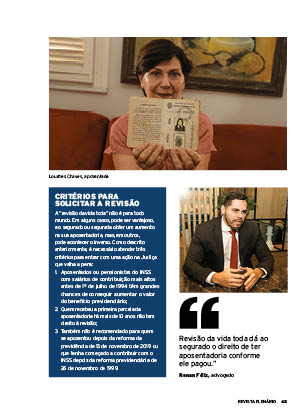 Lourdes Chaves, aposentada
CRITÉRIOS PARA
SOLICITAR A REVISÃO
A "revisão da vida toda" não é para todo
mundo. Em alguns casos, pode ser vantajoso,
e o segurado ou segurada obter um aumento
na sua aposentadoria; mas, em outros,
pode acontecer o inverso. Como descrito
anteriormente, é necessário atender três
critérios para entrar com uma ação na Justiça
que valha a pena:
1 Aposentados ou pensionistas do INSS
com salários de contribuição mais altos
antes de 1º de julho de 1994 têm grandes
chances de conseguir aumentar o valor
do benefício previdenciário;
2 Quem recebeu a primeira parcela da
aposentadoria há mais de 10 anos não tem
direito à revisão;
3 Também não é recomendado para quem
se aposentou depois da reforma da
previdência de 13 de novembro de 2019 ou
que tenha começado a contribuir com o
INSS depois da reforma previdenciária de
26 de novembro de 1999.
"
Revisão da vida toda dá ao
segurado o direito de ter
aposentadoria conforme
ele pagou."
Renan Félix, advogado
REVISTA PLENÁRIO